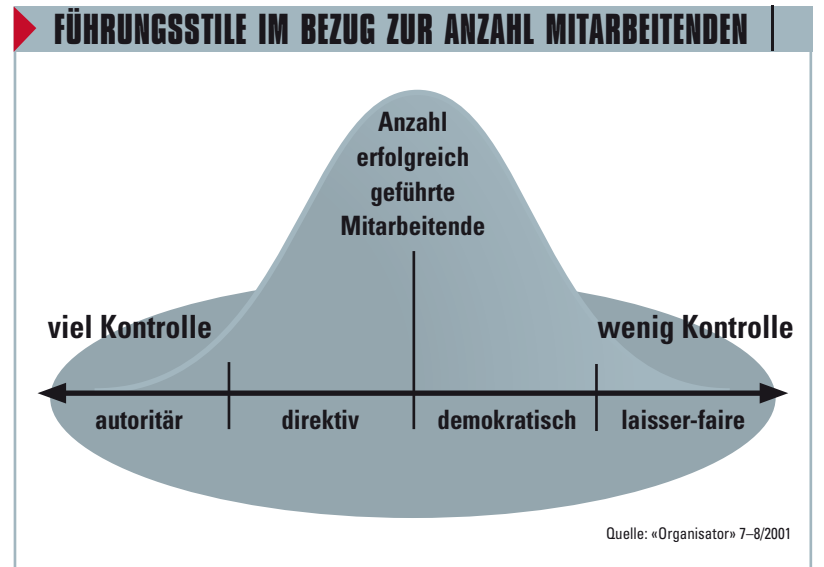 FÜHRUNGSSTILE IM BEZUG ZUR ANZAHL MITARBEITENDEN
Anzahl
erfolgreich
geführte
Mitarbeitende
viel Kontrolle
wenig Kontrolle
autoritär
direktiv
demokratisch
laisser-faire
Quelle: «Organisator» 7–8/2001